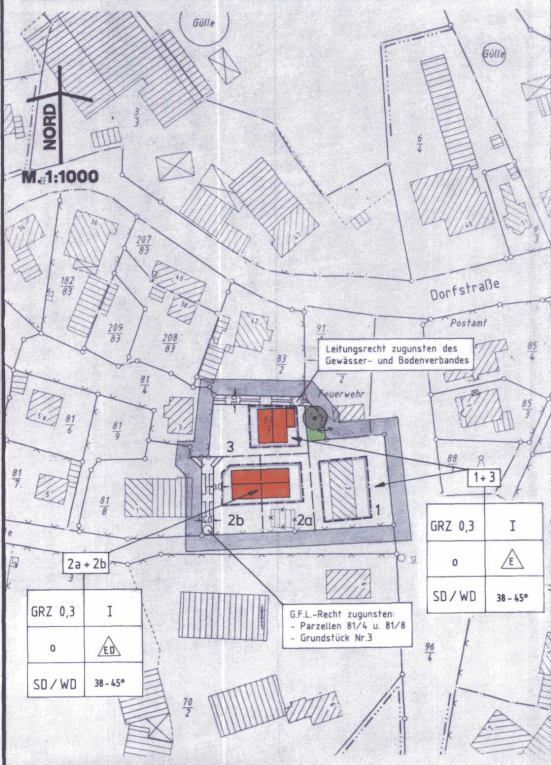 Gülle
Gülle
3
3
NORD
M. 1:1000
6
4
Dorfstraße
Postamt
207
83
182
83
209
83
208
83
83
2
91
2
85
4
85
3
81
4
81
6
81
9
81
7
81
8
88
Leitungsrecht zugunsten des
Gewässer- und Bodenverbandes
Feuerwehr
3
2b
2a
1
1+3
2a + 2b
GRZ 0,3 I
o E
SD / WD 38-45°
GRZ 0,3 I
o ED
SD / WD 38-45°
G.F.L.-Recht zugunsten:
- Parzellen 81/4 u. 81/8
- Grundstück Nr.3
70
2
96
4